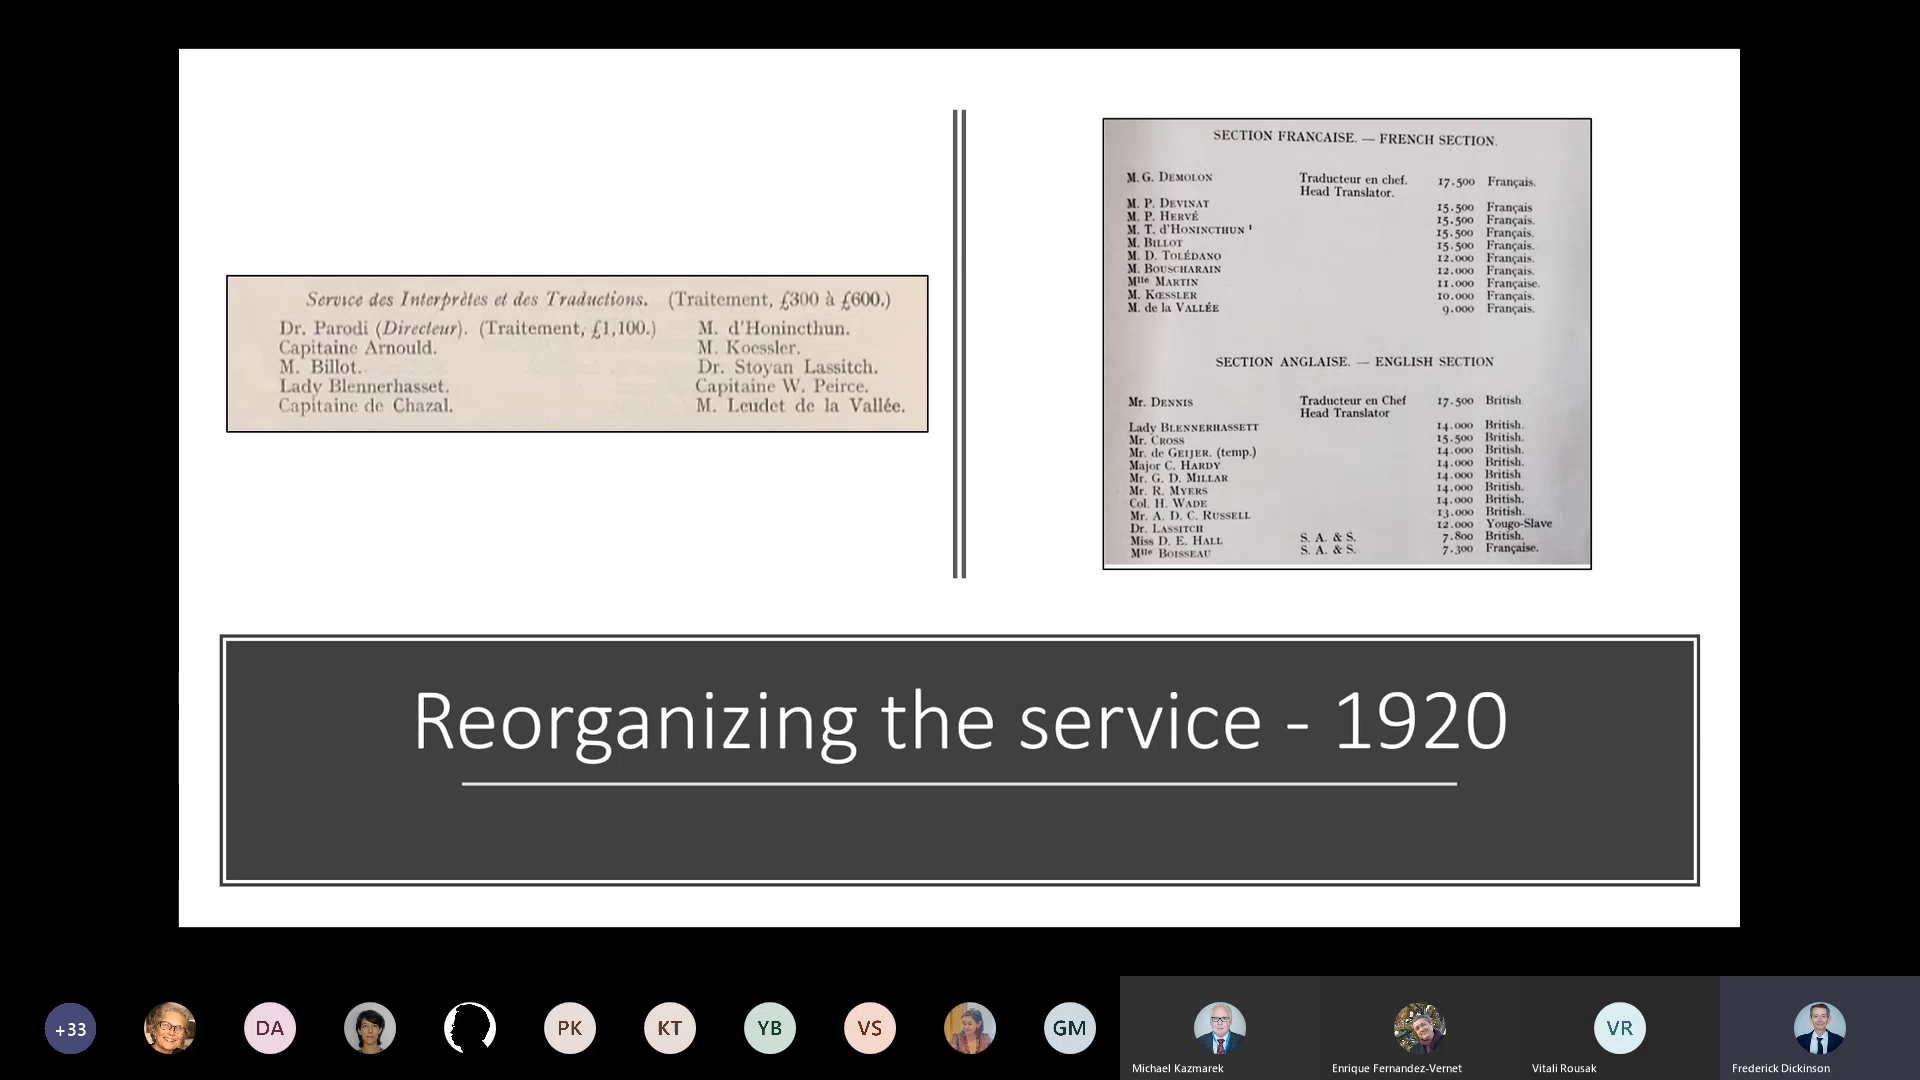 Service des Interprètes et des Traductions. (Traitement, £300 à £600.)
Dr. Parodi (Directeur). (Traitement, £1,100.) M. d'Honincthun.
Capitaine Arnould. M. Koessler.
M. Billot. Dr. Stoyan Lassitch.
Lady Blennerhasset. Capitaine W. Peirce.
Capitaine de Chazal. M. Leudet de la Vallée.
SECTION FRANCAISE. — FRENCH SECTION.
M. G. DEMOLON Traducteur en chef. 17.500 Français.
Head Translator.
M. P. DEVINAT 15.500 Français
M. P. HERVÉ 15.500 Français.
M. T. d'HONINCTHUN ¹ 15.500 Français.
M. BILLOT 15.500 Français.
M. D. TOLÉDANO 12.000 Français.
M. BOUSCHARAIN 12.000 Français.
Mlle MARTIN 11.000 Française.
M. KŒSSLER 10.000 Français.
M. de la VALLÉE 9.000 Français.
SECTION ANGLAISE. — ENGLISH SECTION
Mr. DENNIS Traducteur en Chef 17.500 British
Head Translator
Lady BLENNERHASSETT 14.000 British.
Mr. CROSS 15.500 British.
Mr. de GEIJER. (temp.) 14.000 British.
Major C. HARDY 14.000 British.
Mr. G. D. MILLAR 14.000 British
Mr. R. MYERS 14.000 British.
Col. H. WADE 14.000 British.
Mr. A. D. C. RUSSELL 13.000 British.
Dr. LASSITCH 12.000 Yougo-Slave
Miss D. E. HALL S. A. & S. 7.800 British.
Mlle BOISSEAU S. A. & S. 7.300 Française.
Reorganizing the service - 1920
+33 DA PK KT YB VS GM VR
Michael Kazmarek Enrique Fernandez-Vernet Vitali Rousak Frederick Dickinson